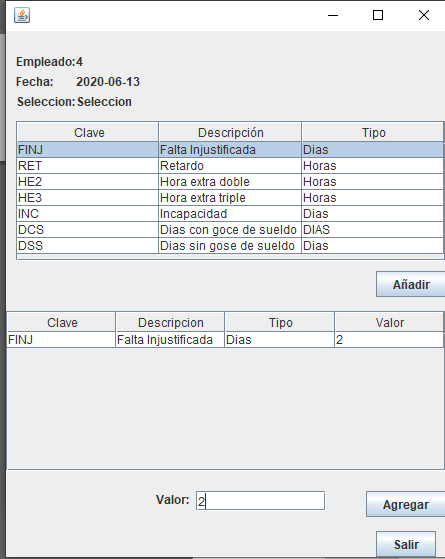 Empleado:4
Fecha: 2020-06-13
Seleccion:Seleccion
Clave Descripción Tipo
FINJ Falta Injustificada Dias
RET Retardo Horas
HE2 Hora extra doble Horas
HE3 Hora extra triple Horas
INC Incapacidad Dias
DCS Dias con goce de sueldo DIAS
DSS Dias sin gose de sueldo Dias
Añadir
Clave Descripcion Tipo Valor
FINJ Falta Injustificada Dias 2
Valor: 2
Agregar
Salir